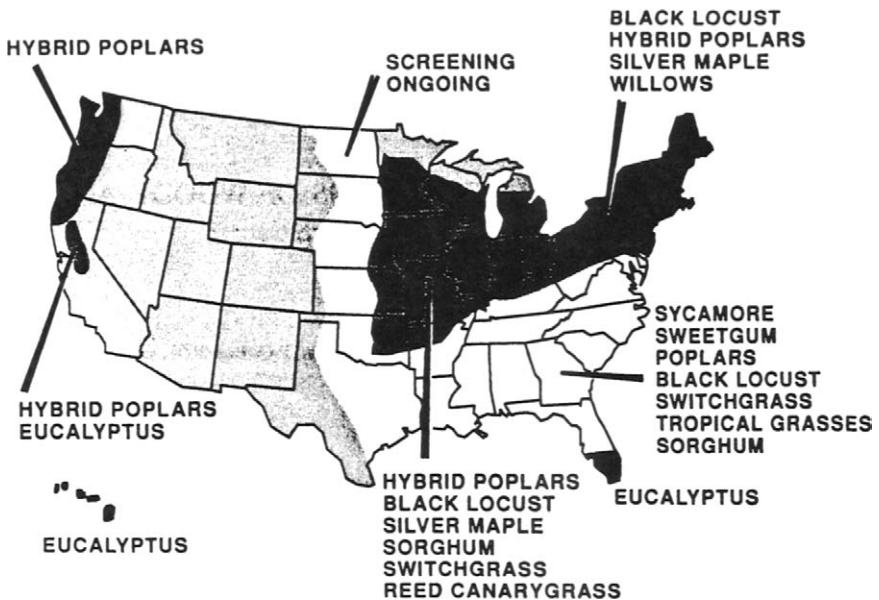 HYBRID POPLARS
SCREENING
ONGOING
BLACK LOCUST
HYBRID POPLARS
SILVER MAPLE
WILLOWS
HYBRID POPLARS
EUCALYPTUS
SYCAMORE
SWEETGUM
POPLARS
BLACK LOCUST
SWITCHGRASS
TROPICAL GRASSES
SORGHUM
EUCALYPTUS
HYBRID POPLARS
BLACK LOCUST
SILVER MAPLE
SORGHUM
SWITCHGRASS
REED CANARYGRASS
EUCALYPTUS